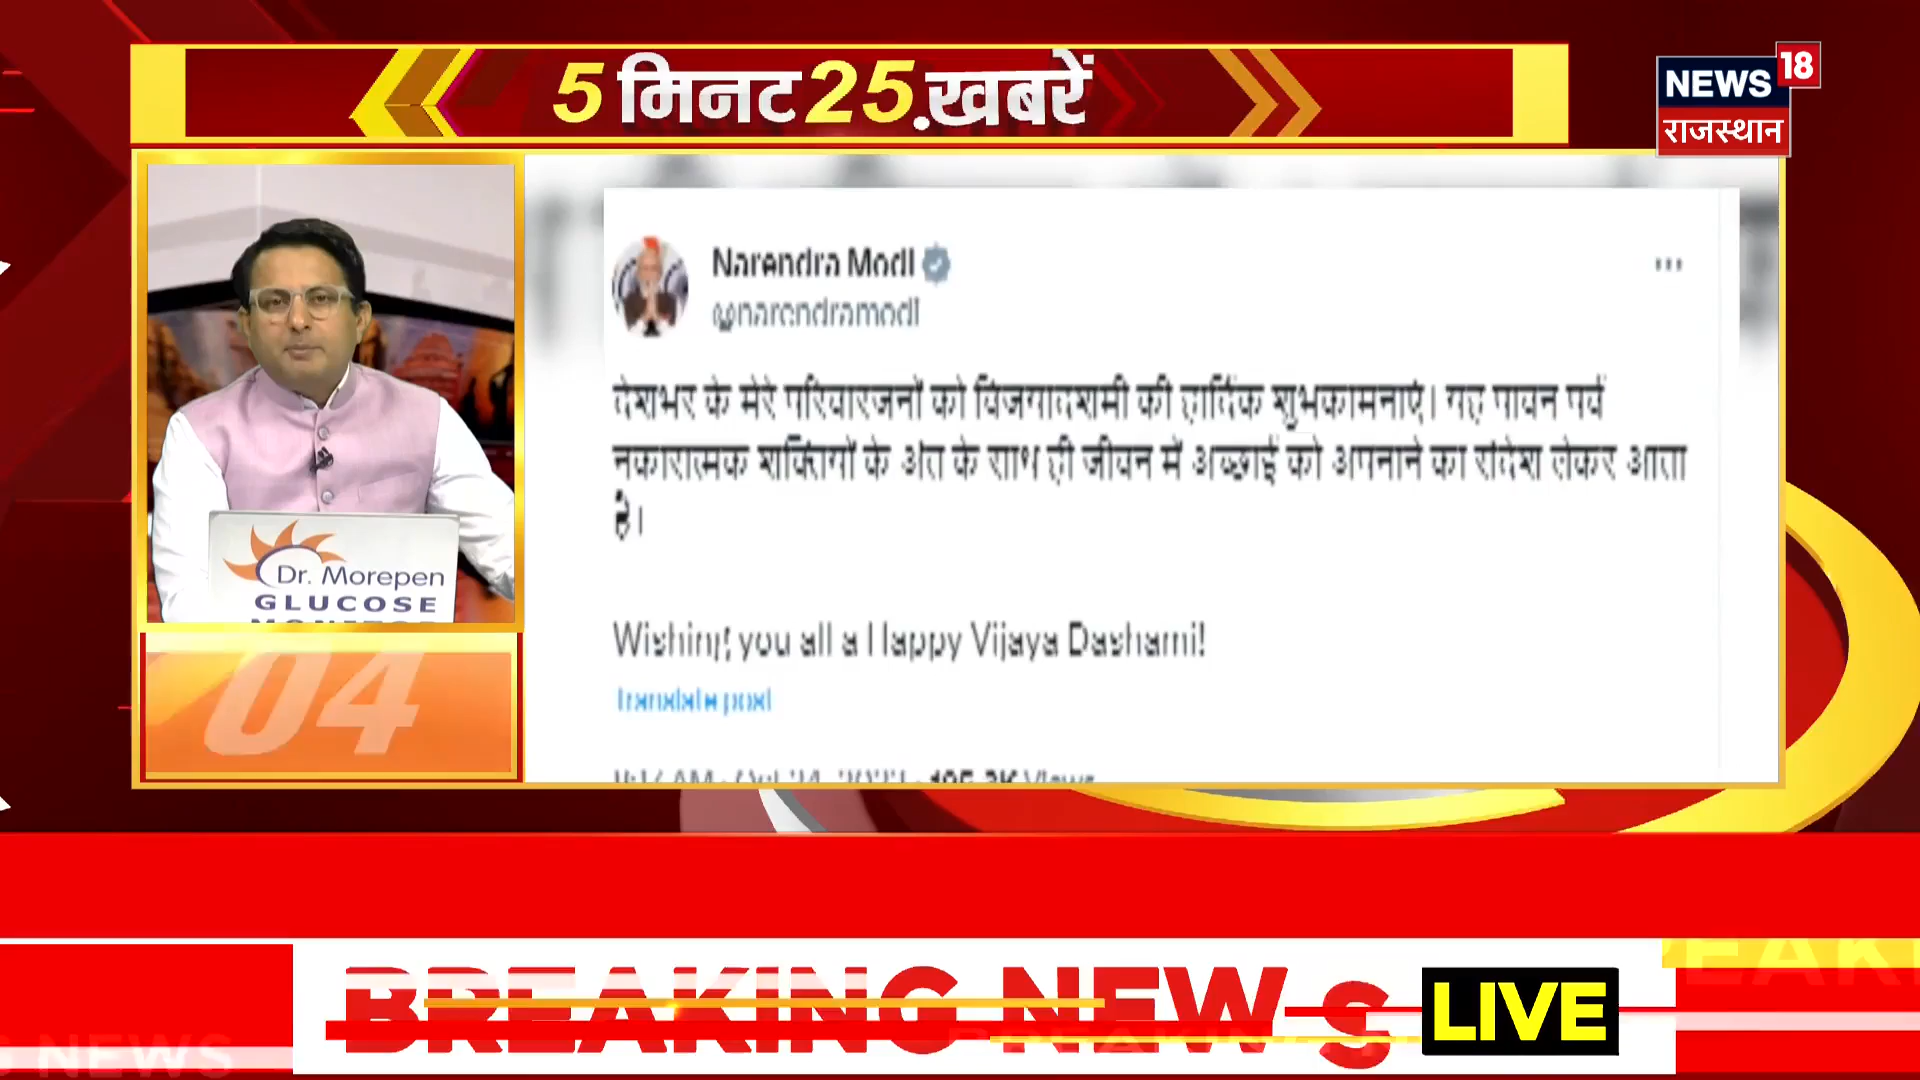 5 मिनट 25 ख़बरें
NEWS 18
राजस्थान
Narendra Modi
@narendramodi
देशभर के मेरे परिवारजनों को विजयादशमी की हार्दिक शुभकामनाएं। यह पावन पर्व
नकारात्मक शक्तियों के अंत के साथ ही जीवन में अच्छाई को अपनाने का संदेश लेकर आता
है।
Wishing you all a Happy Vijaya Dashami!
Translate post
Dr. Morepen
GLUCOSE
04
BREAKING NEWS
LIVE
NEWS